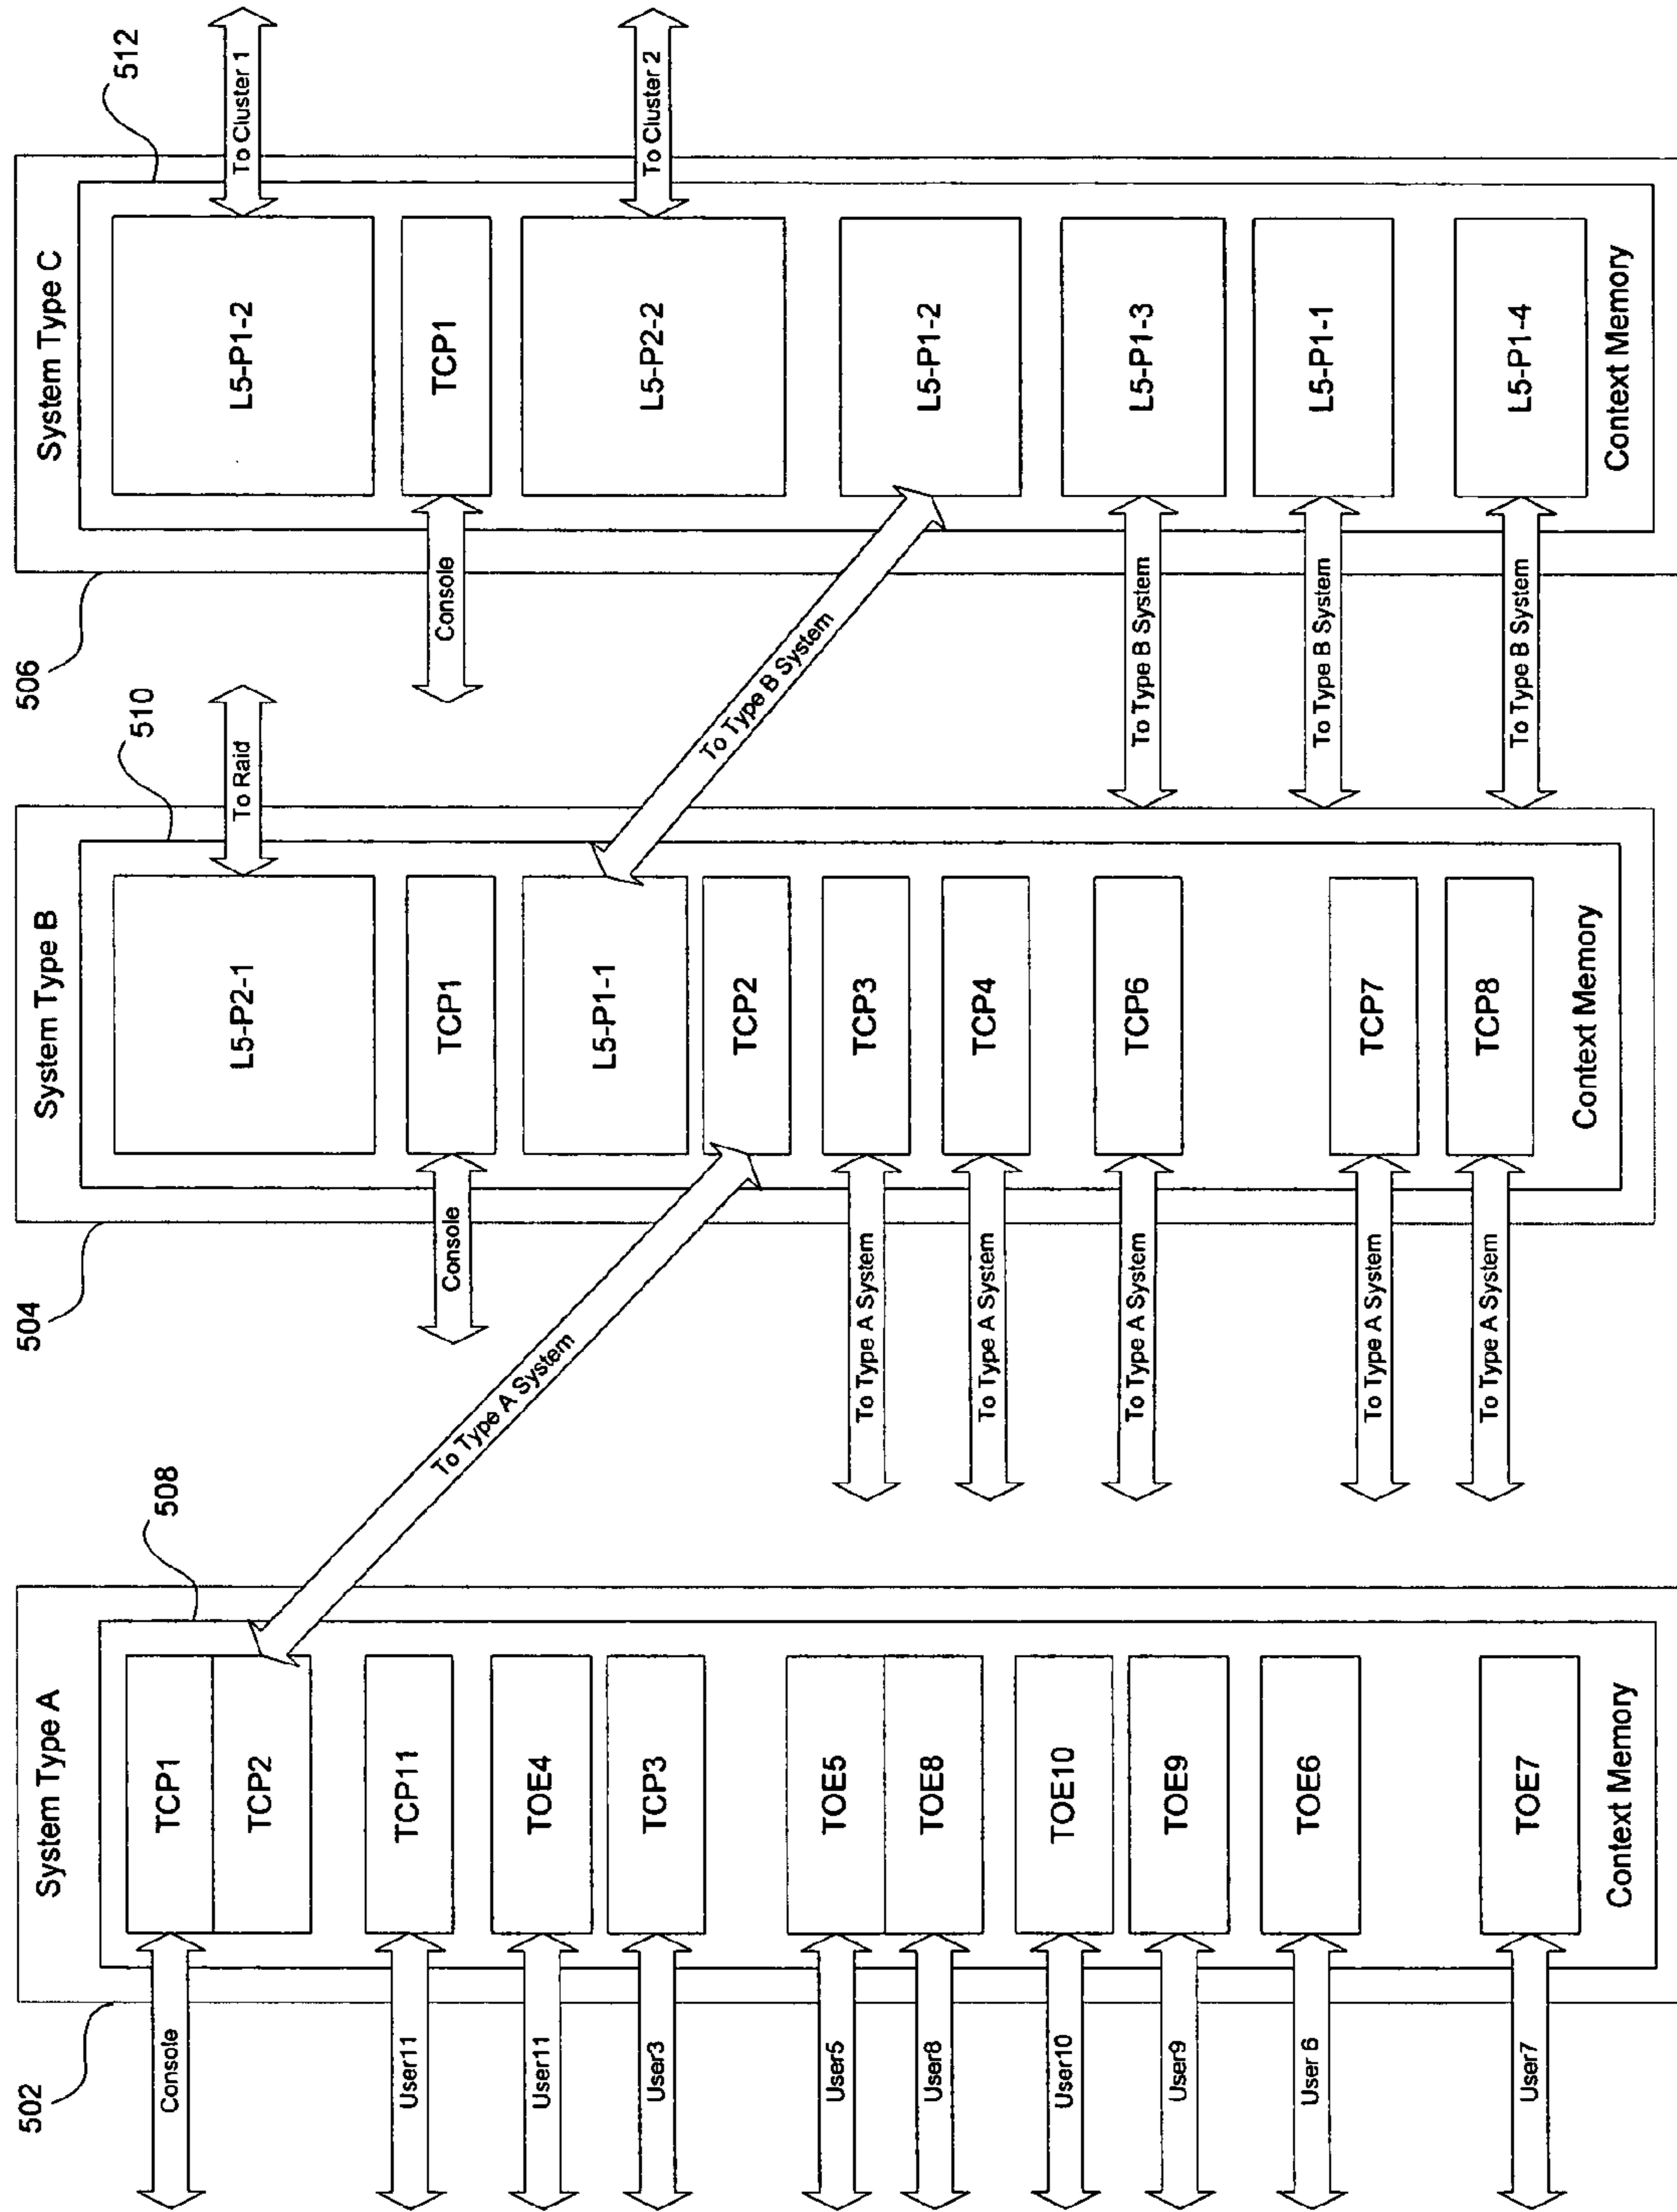 502
System Type A
508
Console
TCP1
TCP2
User11
TCP11
User11
TOE4
User3
TCP3
User5
TOE5
User8
TOE8
User10
TOE10
User9
TOE9
User 6
TOE6
User7
TOE7
Context Memory
To Type A System
504
System Type B
510
L5-P2-1
To Raid
Console
TCP1
L5-P1-1
TCP2
To Type A System
TCP3
To Type A System
TCP4
To Type A System
TCP6
To Type A System
TCP7
To Type A System
TCP8
Context Memory
To Type B System
506
System Type C
512
L5-P1-2
To Cluster 1
Console
TCP1
L5-P2-2
To Cluster 2
L5-P1-2
To Type B System
L5-P1-3
To Type B System
L5-P1-1
To Type B System
L5-P1-4
Context Memory